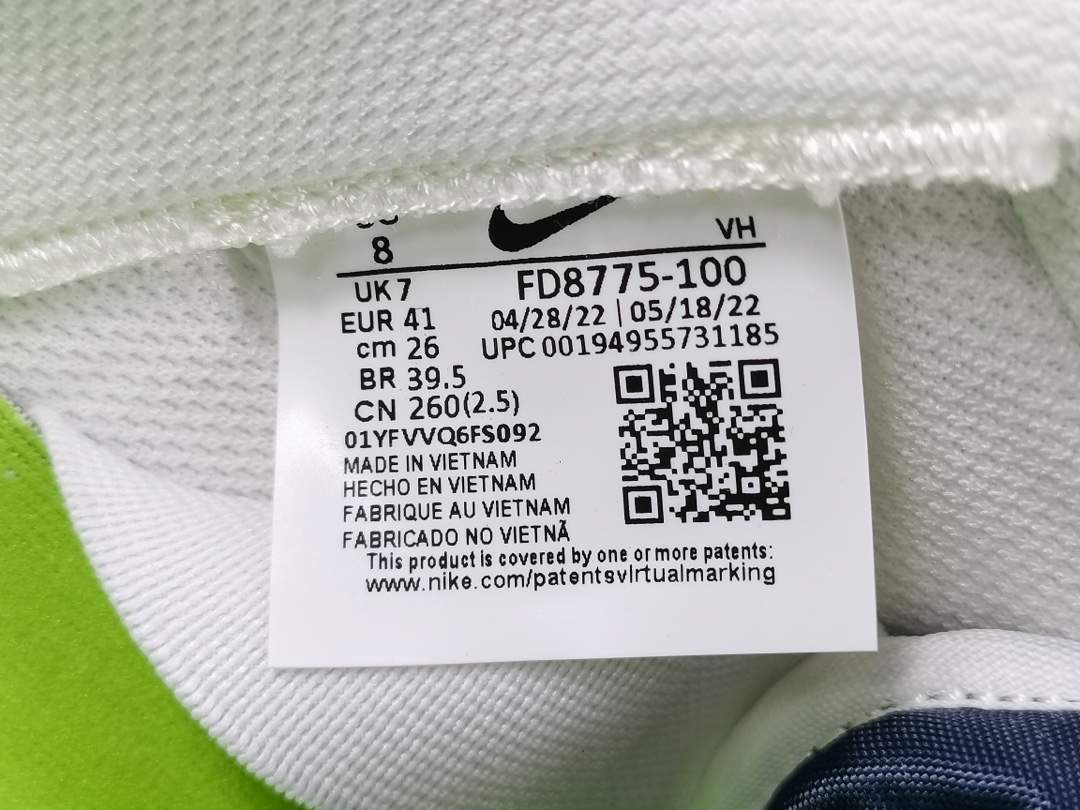 8
VH
UK 7
FD8775-100
EUR 41
04/28/22 | 05/18/22
cm 26
UPC 00194955731185
BR 39.5
CN 260(2.5)
01YFVVQ6FS092
MADE IN VIETNAM
HECHO EN VIETNAM
FABRIQUE AU VIETNAM
FABRICADO NO VIETNÃ
This product is covered by one or more patents:
www.nike.com/patentsvlrtualmarking